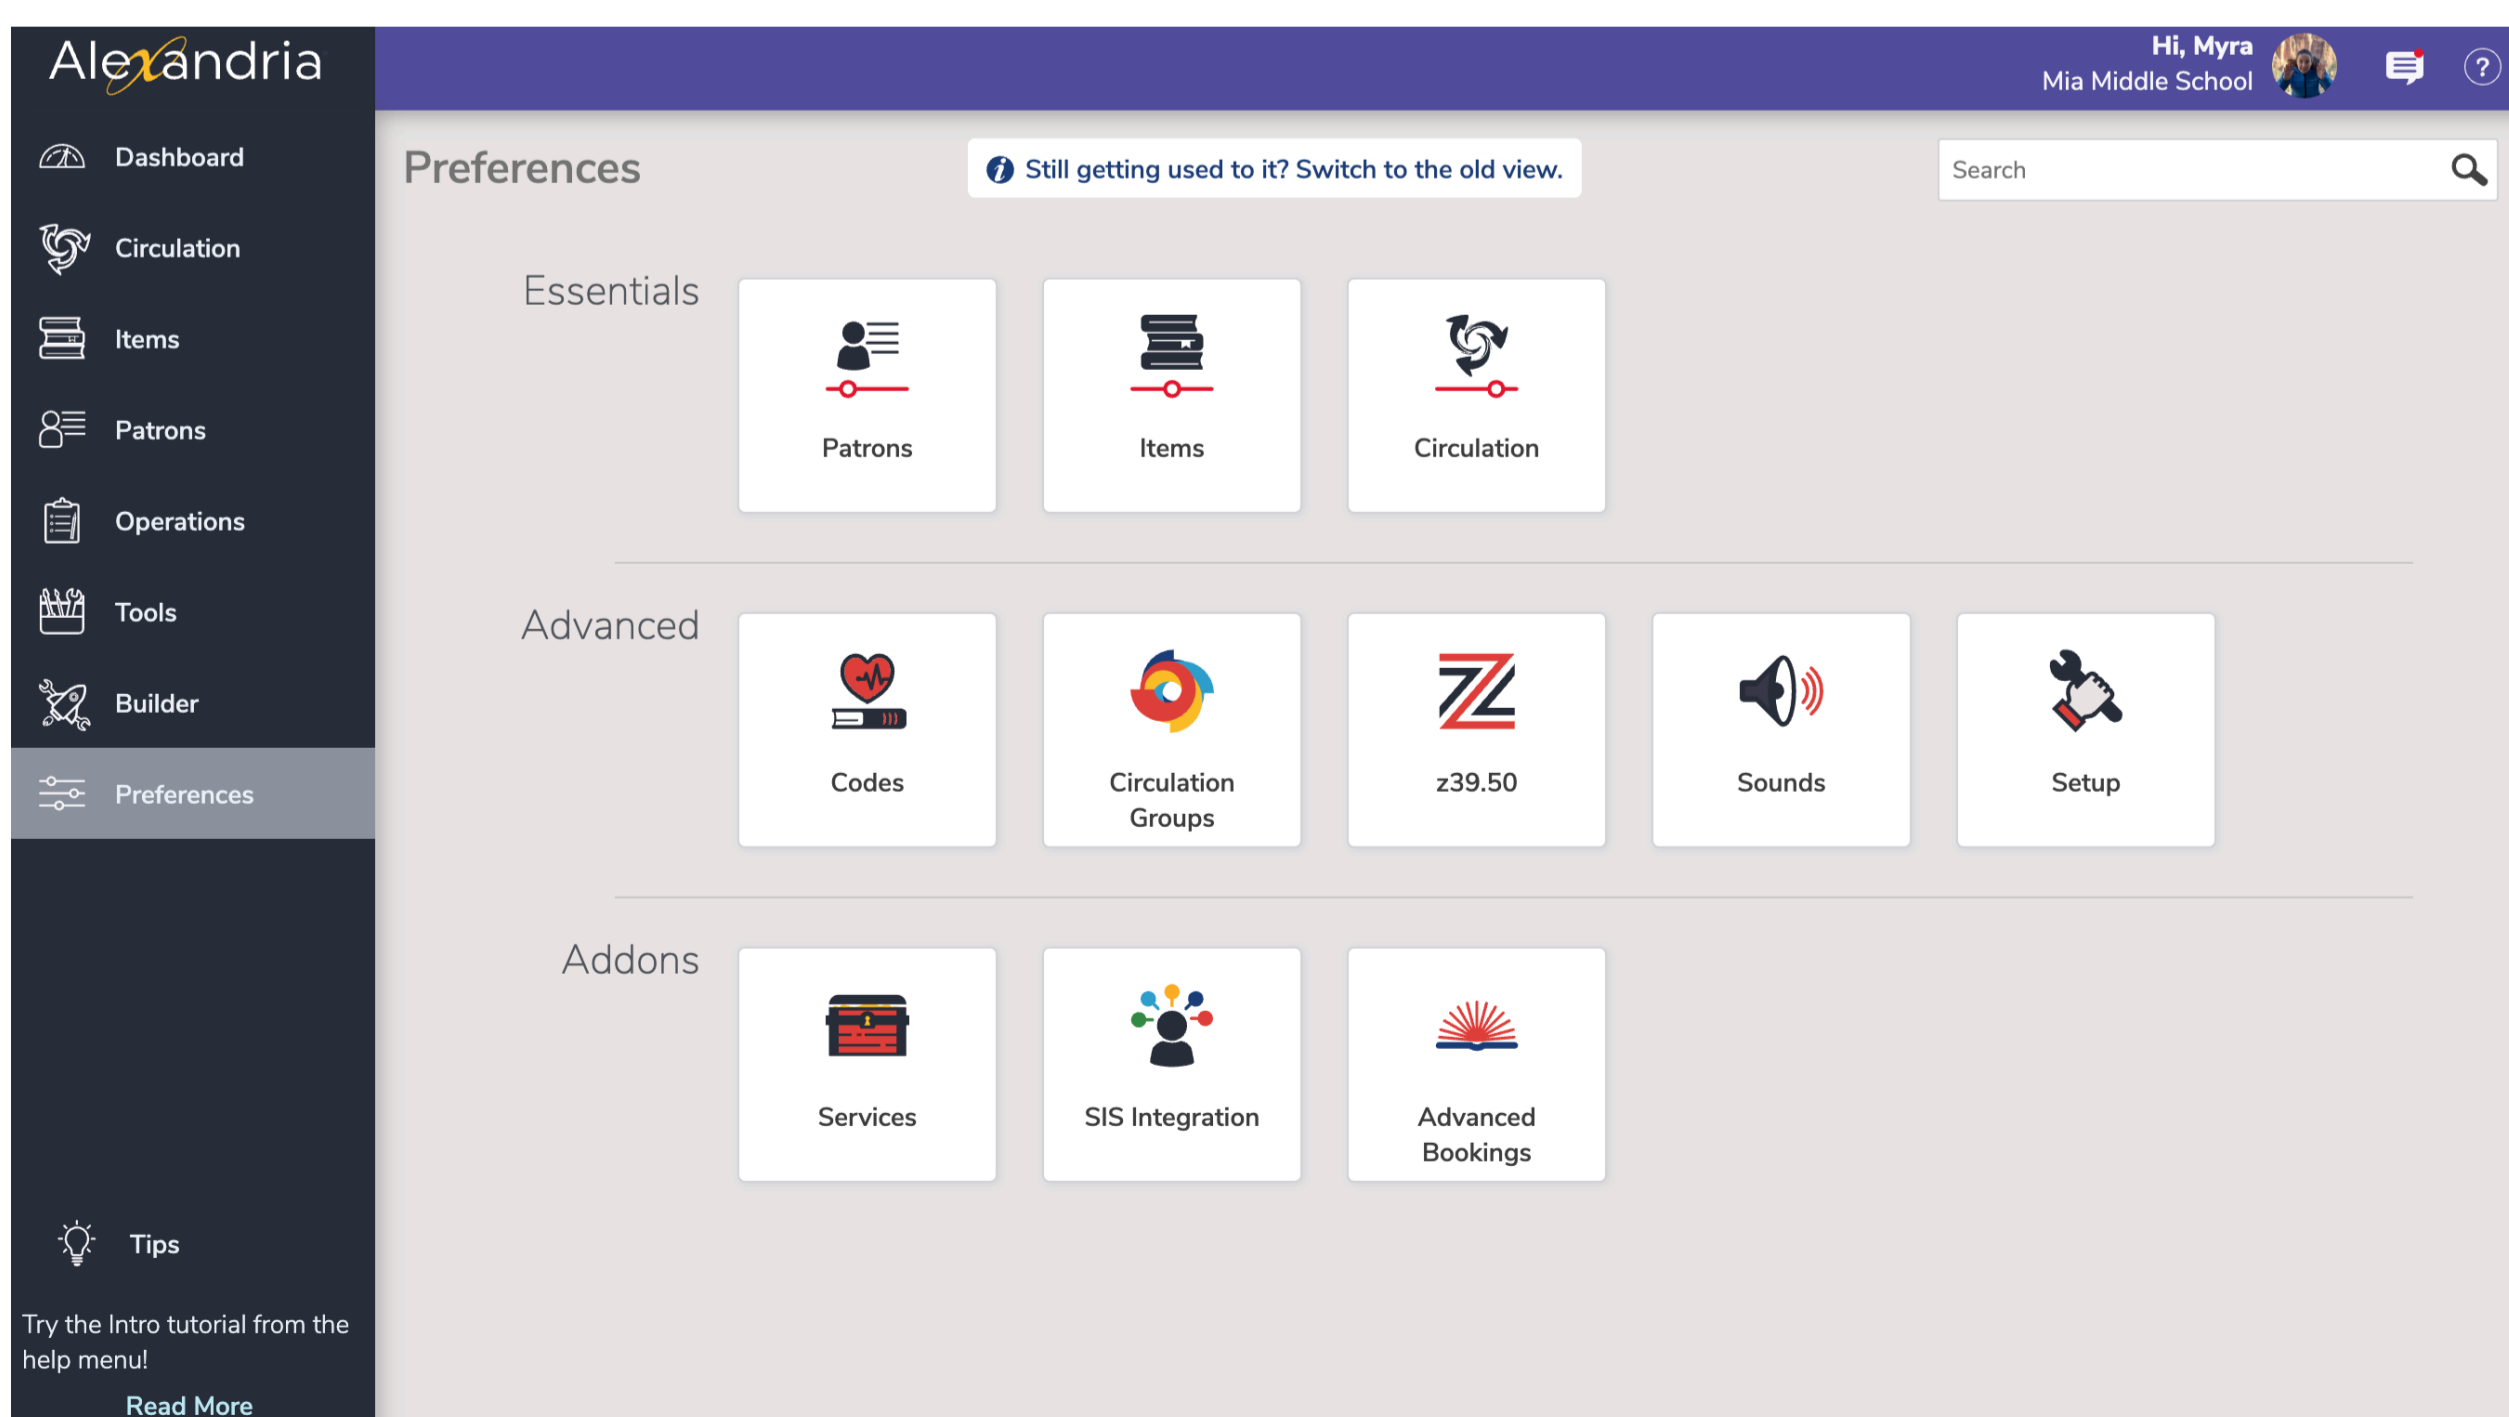 Alexandria
Hi, Myra
Mia Middle School
?
Dashboard
Circulation
Items
Patrons
Operations
Tools
Builder
Preferences
Tips
Try the Intro tutorial from the
help menu!
Read More
Preferences
i Still getting used to it? Switch to the old view.
Search
Essentials
Patrons
Items
Circulation
Advanced
Codes
Circulation
Groups
z39.50
Sounds
Setup
Addons
Services
SIS Integration
Advanced
Bookings